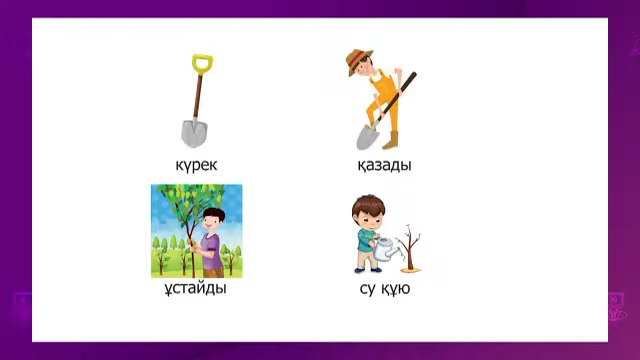 күрек
қазады
ұстайды
су құю